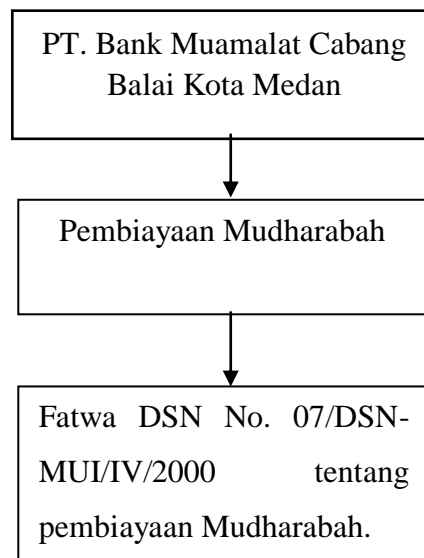 PT. Bank Muamalat Cabang
Balai Kota Medan
Pembiayaan Mudharabah
Fatwa DSN No. 07/DSN-
MUI/IV/2000 tentang
pembiayaan Mudharabah.